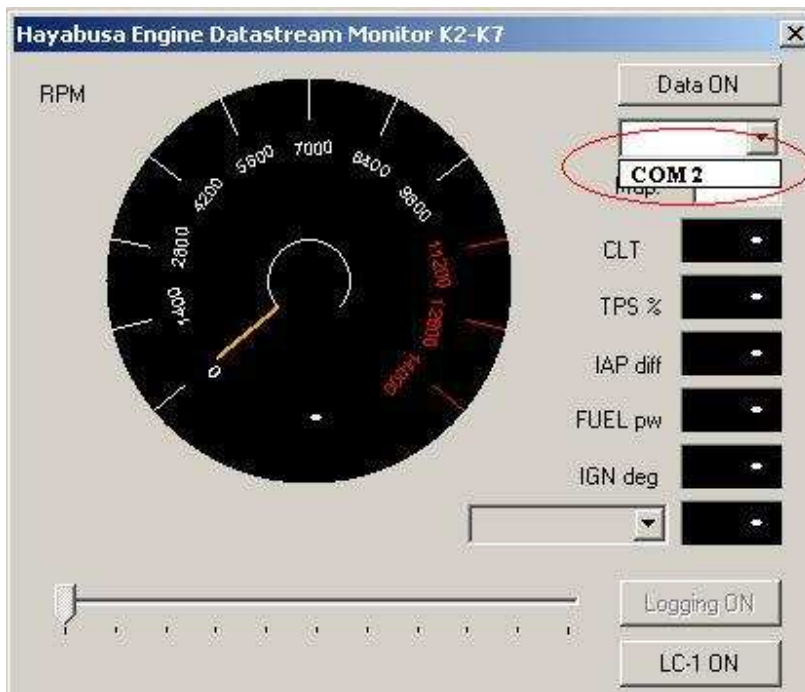 Hayabusa Engine Datastream Monitor K2-K7
RPM
Data ON
COM 2
Map:
0
1400
2800
4200
5600
7000
8400
9800
11200
12600
14000
CLT
TPS %
IAP diff
FUEL pw
IGN deg
Logging ON
LC-1 ON